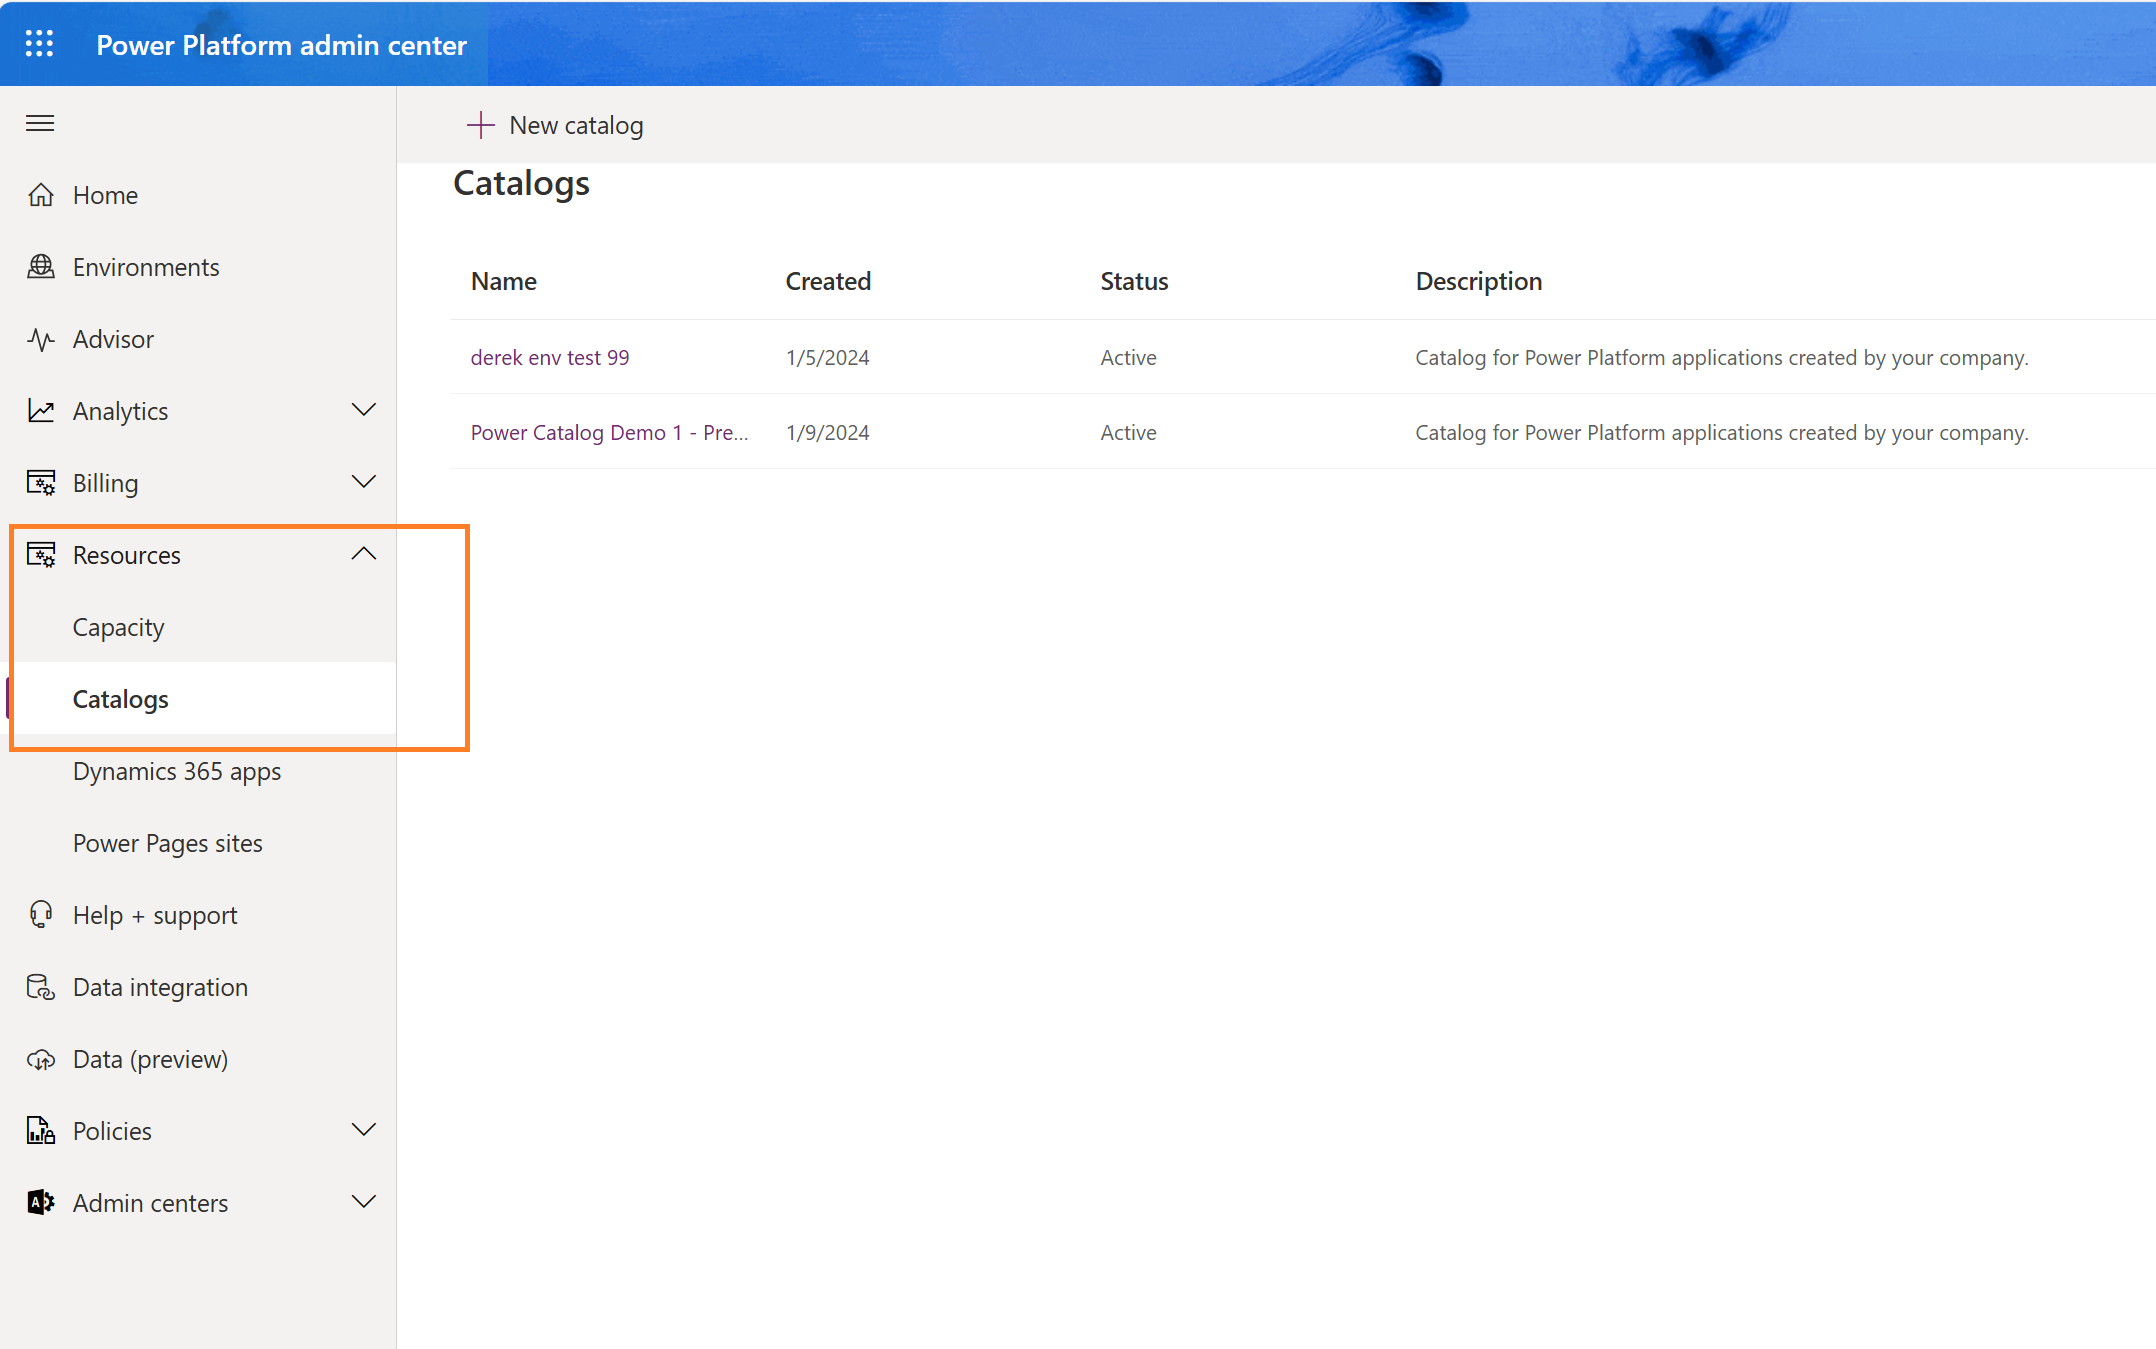 Power Platform admin center
New catalog
Home
Environments
Advisor
Analytics
Billing
Resources
Capacity
Catalogs
Dynamics 365 apps
Power Pages sites
Help + support
Data integration
Data (preview)
Policies
Admin centers
Catalogs
Name Created Status Description
derek env test 99 1/5/2024 Active Catalog for Power Platform applications created by your company.
Power Catalog Demo 1 - Pre... 1/9/2024 Active Catalog for Power Platform applications created by your company.